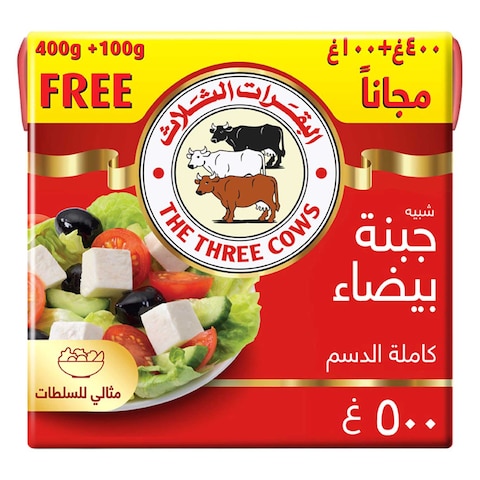 400g +100g
FREE
٤٠٠غ+١٠٠غ
مجاناً
البقرات الثلاث
THE THREE COWS
شبيه
جبنة
بيضاء
كاملة الدسم
٥٠٠ غ
مثالي للسلطات